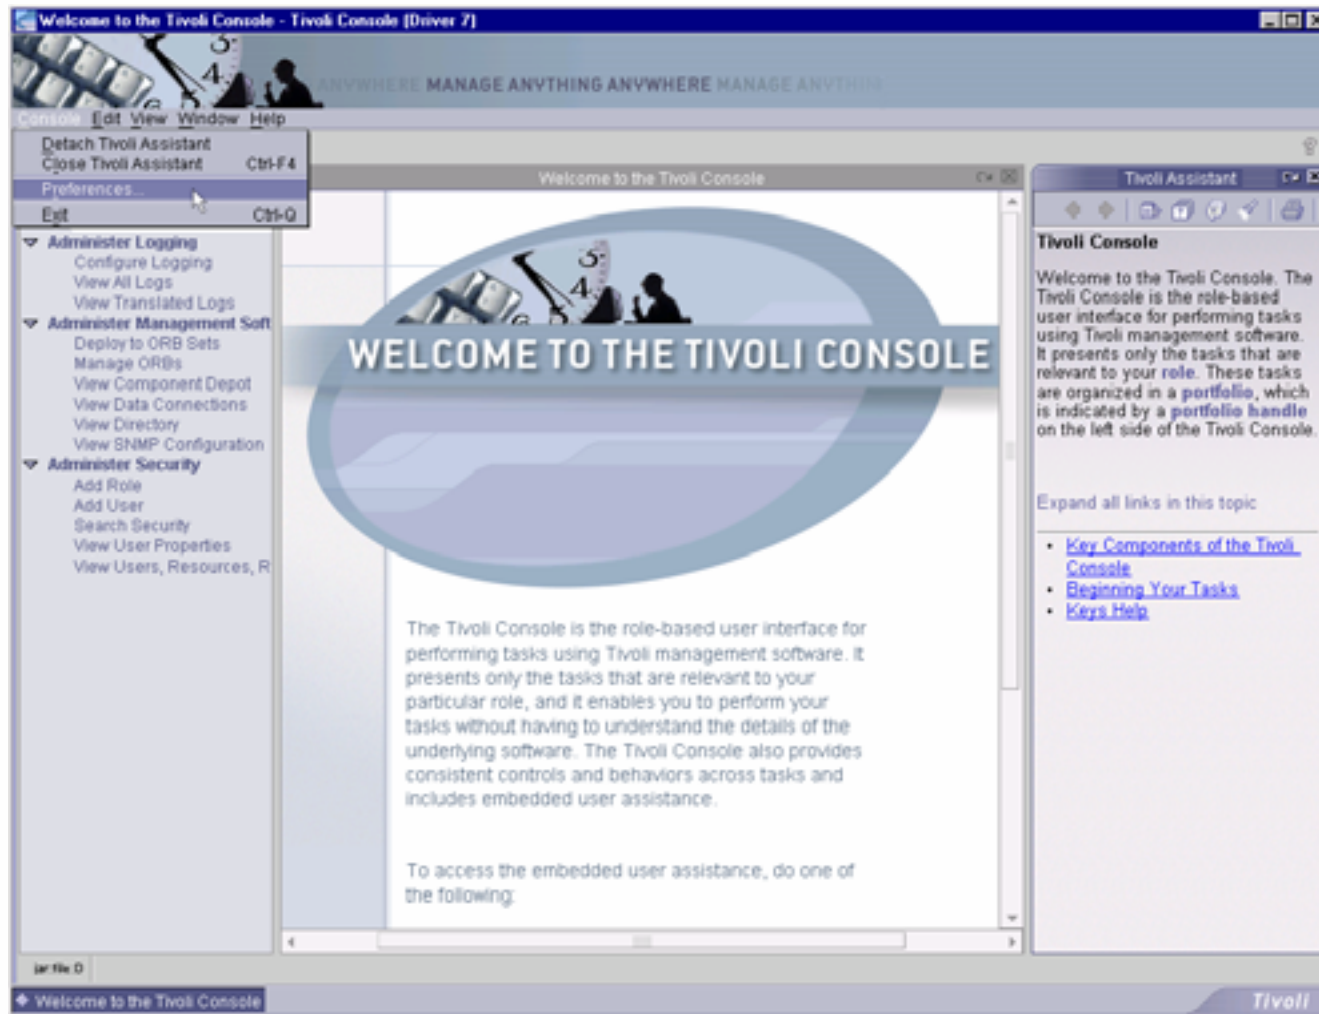 Welcome to the Tivoli Console - Tivoli Console (Driver 7)
ANYWHERE MANAGE ANYTHING ANYWHERE MANAGE ANYTHIN
Console Edit View Window Help
Detach Tivoli Assistant
Close Tivoli Assistant Ctrl-F4
Preferences...
Exit Ctrl-Q
Administer Logging
Configure Logging
View All Logs
View Translated Logs
Administer Management Soft
Deploy to ORB Sets
Manage ORBs
View Component Depot
View Data Connections
View Directory
View SNMP Configuration
Administer Security
Add Role
Add User
Search Security
View User Properties
View Users, Resources, R
Welcome to the Tivoli Console
WELCOME TO THE TIVOLI CONSOLE
The Tivoli Console is the role-based user interface for
performing tasks using Tivoli management software. It
presents only the tasks that are relevant to your
particular role, and it enables you to perform your
tasks without having to understand the details of the
underlying software. The Tivoli Console also provides
consistent controls and behaviors across tasks and
includes embedded user assistance.
To access the embedded user assistance, do one of
the following:
Tivoli Assistant
Tivoli Console
Welcome to the Tivoli Console. The
Tivoli Console is the role-based
user interface for performing tasks
using Tivoli management software.
It presents only the tasks that are
relevant to your role. These tasks
are organized in a portfolio, which
is indicated by a portfolio handle
on the left side of the Tivoli Console.
Expand all links in this topic
Key Components of the Tivoli
Console
Beginning Your Tasks
Keys Help
jar:file:D
Welcome to the Tivoli Console
Tivoli